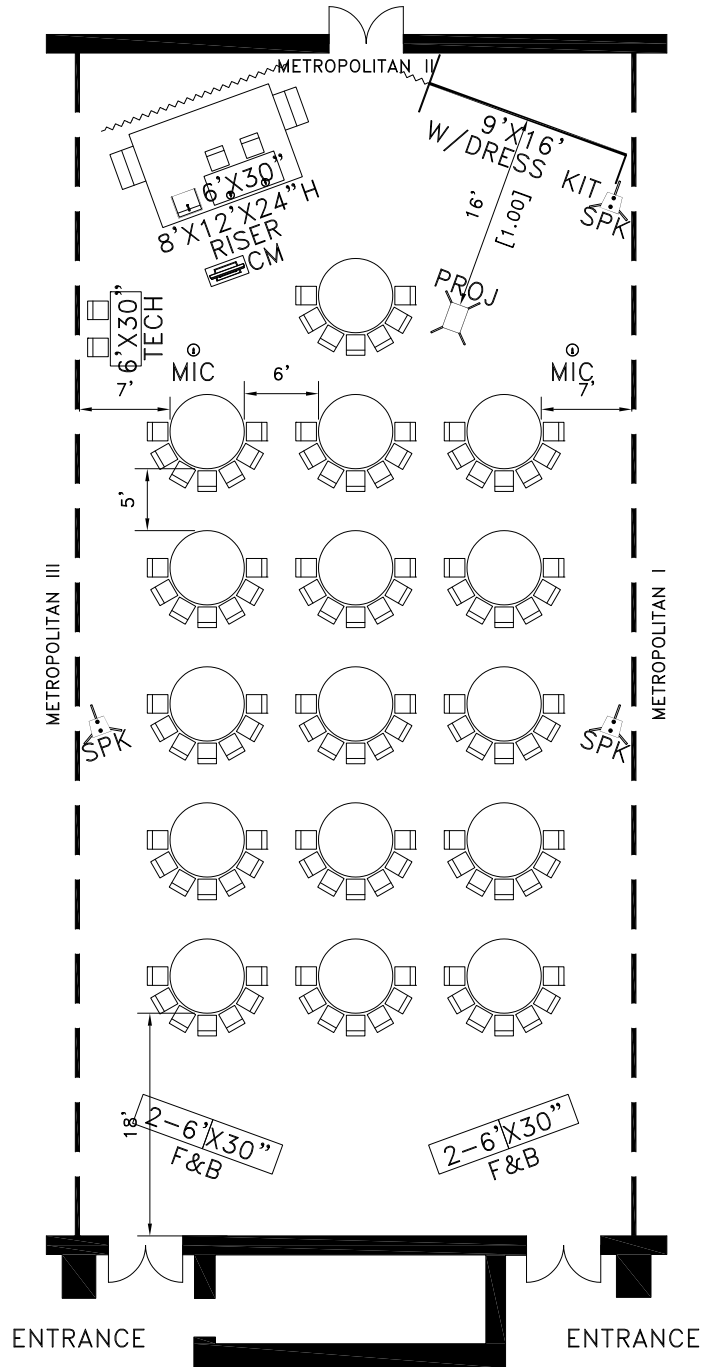 METROPOLITAN II
9'X16'
W/DRESS
KIT
SPK
16'
[1.00]
6'X30"
8'X12'X24"H
RISER
CM
PROJ
6'X30"
TECH
MIC
MIC
7'
6'
7'
5'
METROPOLITAN III
METROPOLITAN I
SPK
SPK
18'
2-6'X30"
F&B
2-6'X30"
F&B
ENTRANCE
ENTRANCE